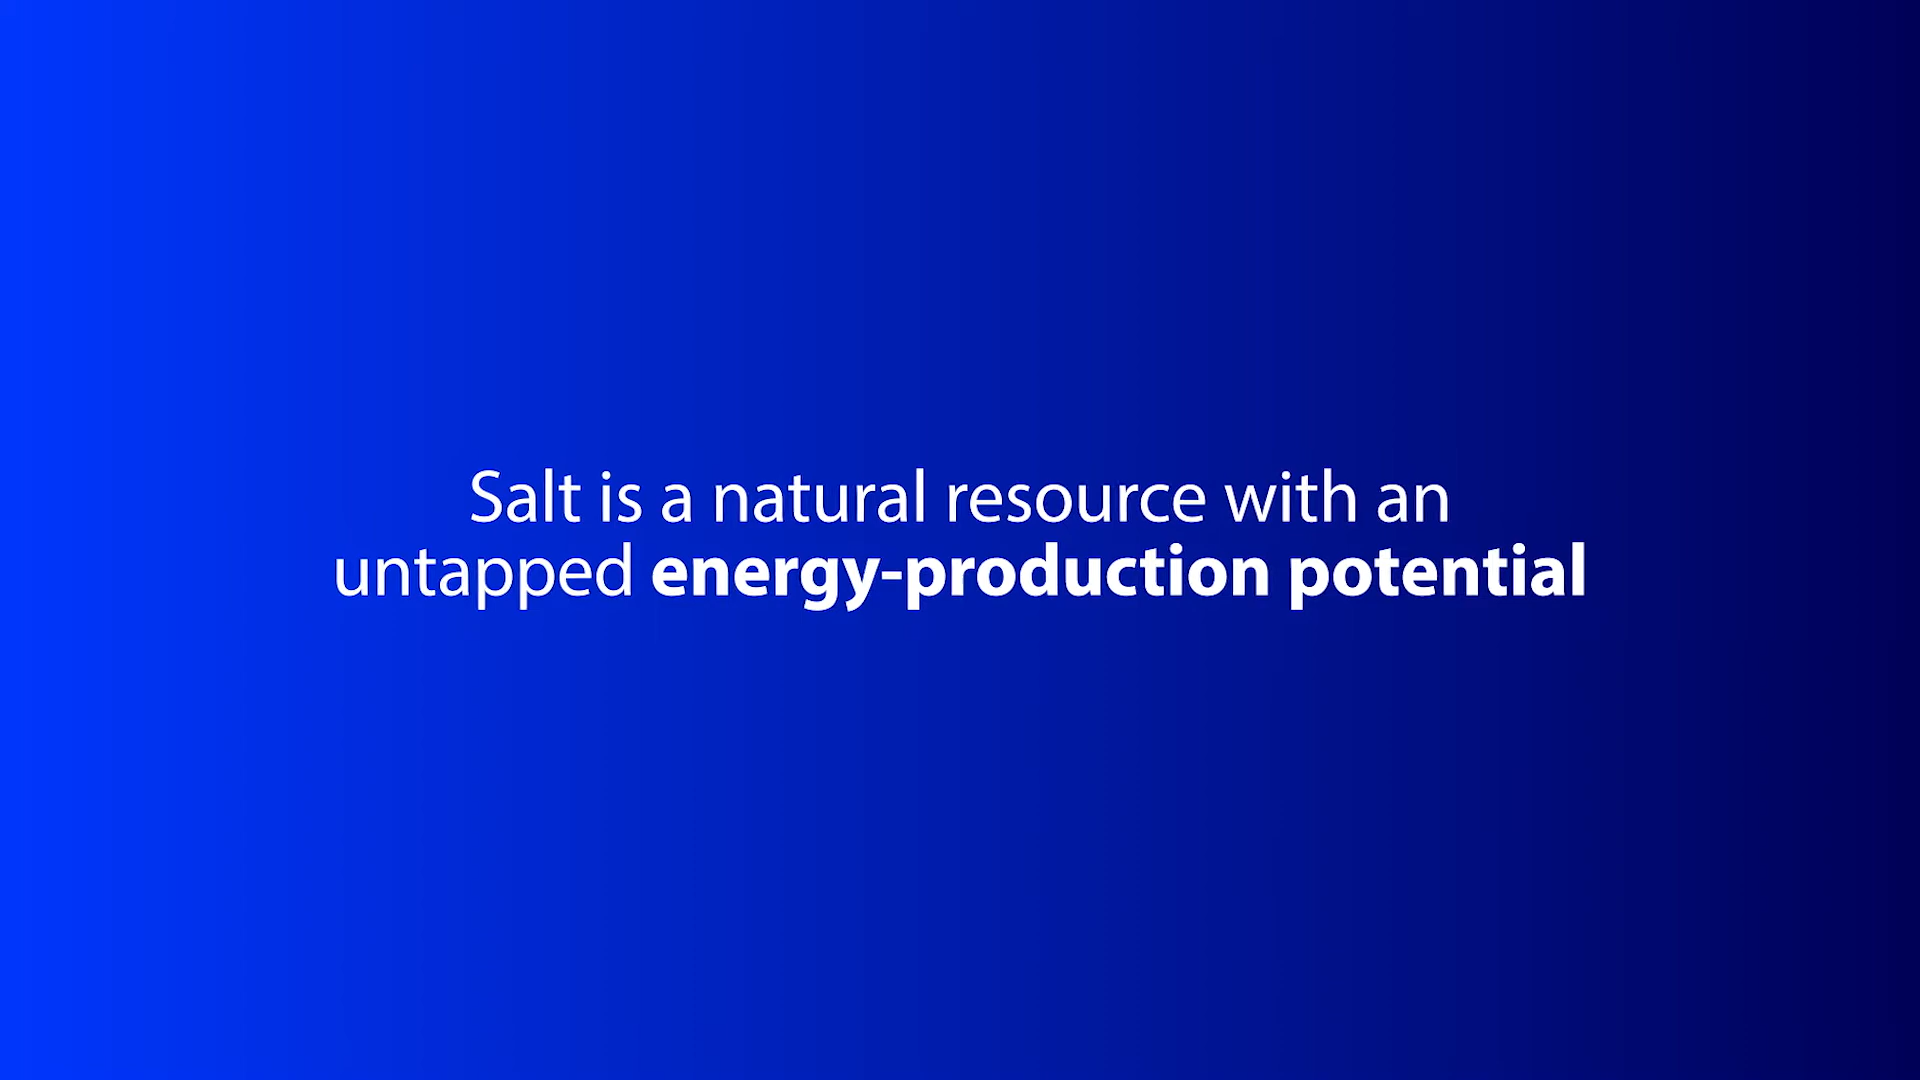 Salt is a natural resource with an
untapped energy-production potential